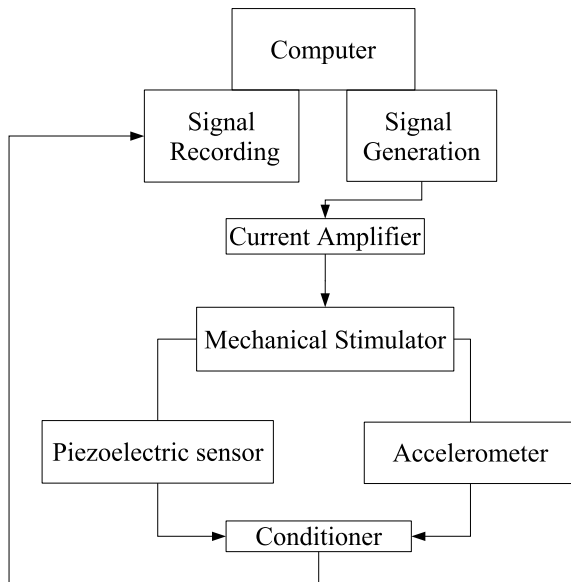 Computer
Signal
Recording
Signal
Generation
Current Amplifier
Mechanical Stimulator
Piezoelectric sensor
Accelerometer
Conditioner